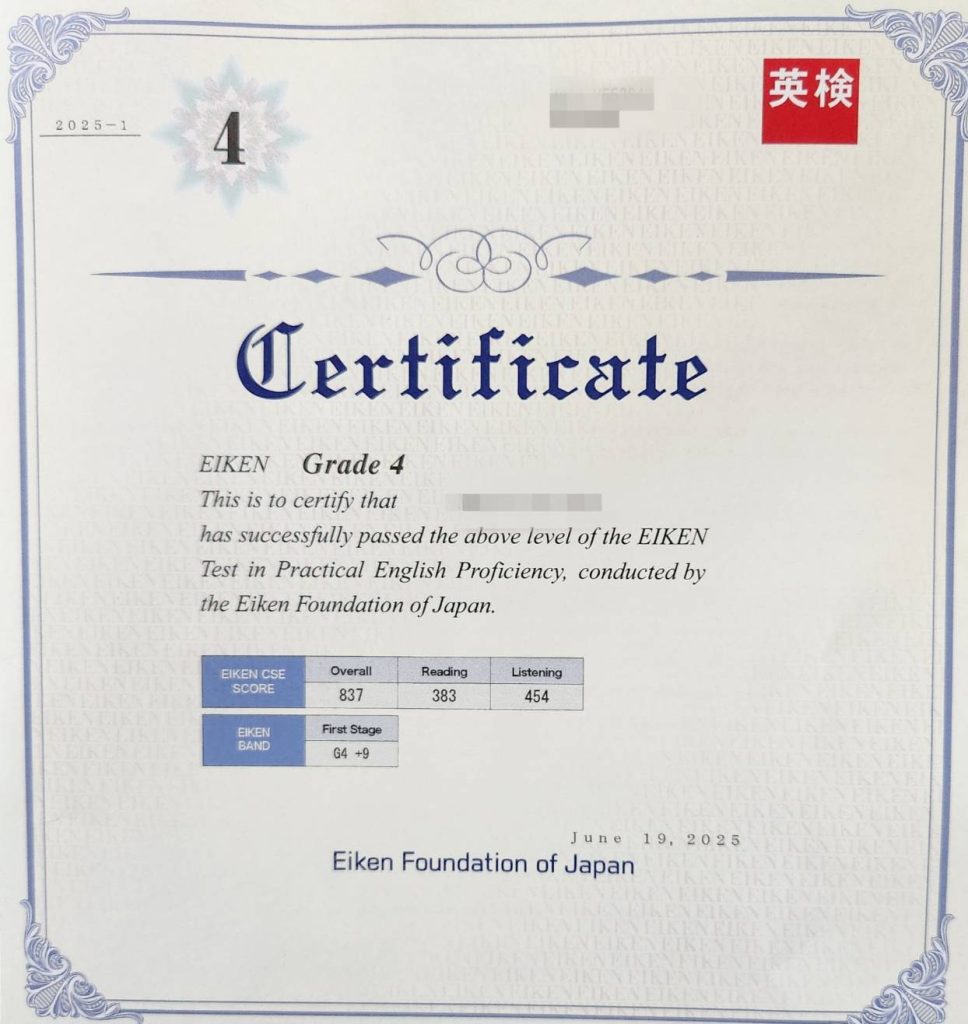 2025-1
4
英検
Certificate
EIKEN Grade 4
This is to certify that
has successfully passed the above level of the EIKEN
Test in Practical English Proficiency, conducted by
the Eiken Foundation of Japan.
EIKEN CSE
SCORE
Overall Reading Listening
837 383 454
EIKEN
BAND
First Stage
G4 +9
June 19, 2025
Eiken Foundation of Japan